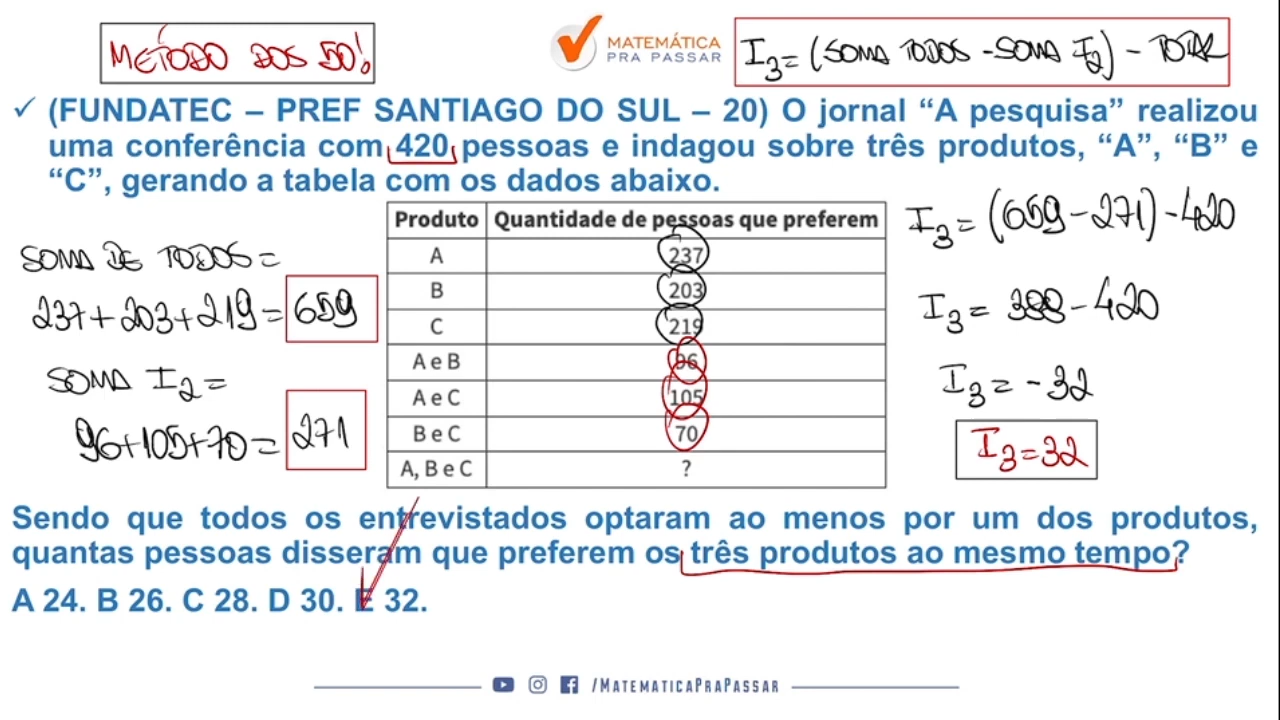 MÉTODO DOS 50!
MATEMÁTICA
PRA PASSAR
I3 = (SOMA TODOS - SOMA I2) - TOTAL
✓ (FUNDATEC – PREF SANTIAGO DO SUL – 20) O jornal “A pesquisa” realizou
uma conferência com 420 pessoas e indagou sobre três produtos, “A”, “B” e
“C”, gerando a tabela com os dados abaixo.
Produto Quantidade de pessoas que preferem
A 237
B 203
C 219
A e B 96
A e C 105
B e C 70
A, B e C ?
SOMA DE TODOS =
237+203+219= 659
SOMA I2 =
96+105+70= 271
I3 = (659-271)-420
I3 = 388-420
I3 = -32
I3=32
Sendo que todos os entrevistados optaram ao menos por um dos produtos,
quantas pessoas disseram que preferem os três produtos ao mesmo tempo?
A 24. B 26. C 28. D 30. E 32.
/MATEMATICAPRAPASSAR